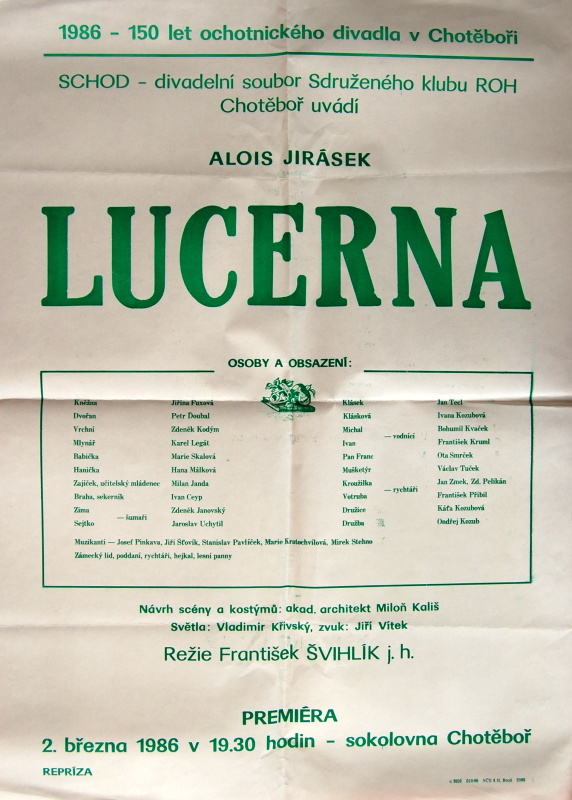 1986 – 150 let ochotnického divadla v Chotěboři
SCHOD – divadelní soubor Sdruženého klubu ROH
Chotěboř uvádí
ALOIS JIRÁSEK
LUCERNA
OSOBY A OBSAZENÍ:
Kněžna Jiřina Fuxová
Dvořan Petr Doubal
Vrchní Zdeněk Kodým
Mlynář Karel Legát
Babička Marie Skalová
Hanička Hana Málková
Zajíček, učitelský mládenec Milan Janda
Braha, sekerník Ivan Ceyp
Zima Zdeněk Janovský
— šumaři
Sejtko Jaroslav Uchytil
Klásek Jan Tecl
Klásková Ivana Kozubová
Michal Bohumil Kvaček
— vodníci
Ivan František Kruml
Pan Franc Ota Smrček
Mušketýr Václav Tuček
Kroužilka Jan Zmek, Zd. Pelikán
— rychtáři
Votruba František Přibil
Družice Káťa Kozubová
Družba Ondřej Kozub
Muzikanti — Josef Pinkava, Jiří Šťovík, Stanislav Pavlíček, Marie Kratochvílová, Mirek Stehno
Zámecký lid, poddaní, rychtáři, hejkal, lesní panny
Návrh scény a kostýmů: akad. architekt Miloň Kališ
Světla: Vladimír Křivský, zvuk: Jiří Vítek
Režie František ŠVIHLÍK j. h.
PREMIÉRA
2. března 1986 v 19.30 hodin – sokolovna Chotěboř
REPRÍZA